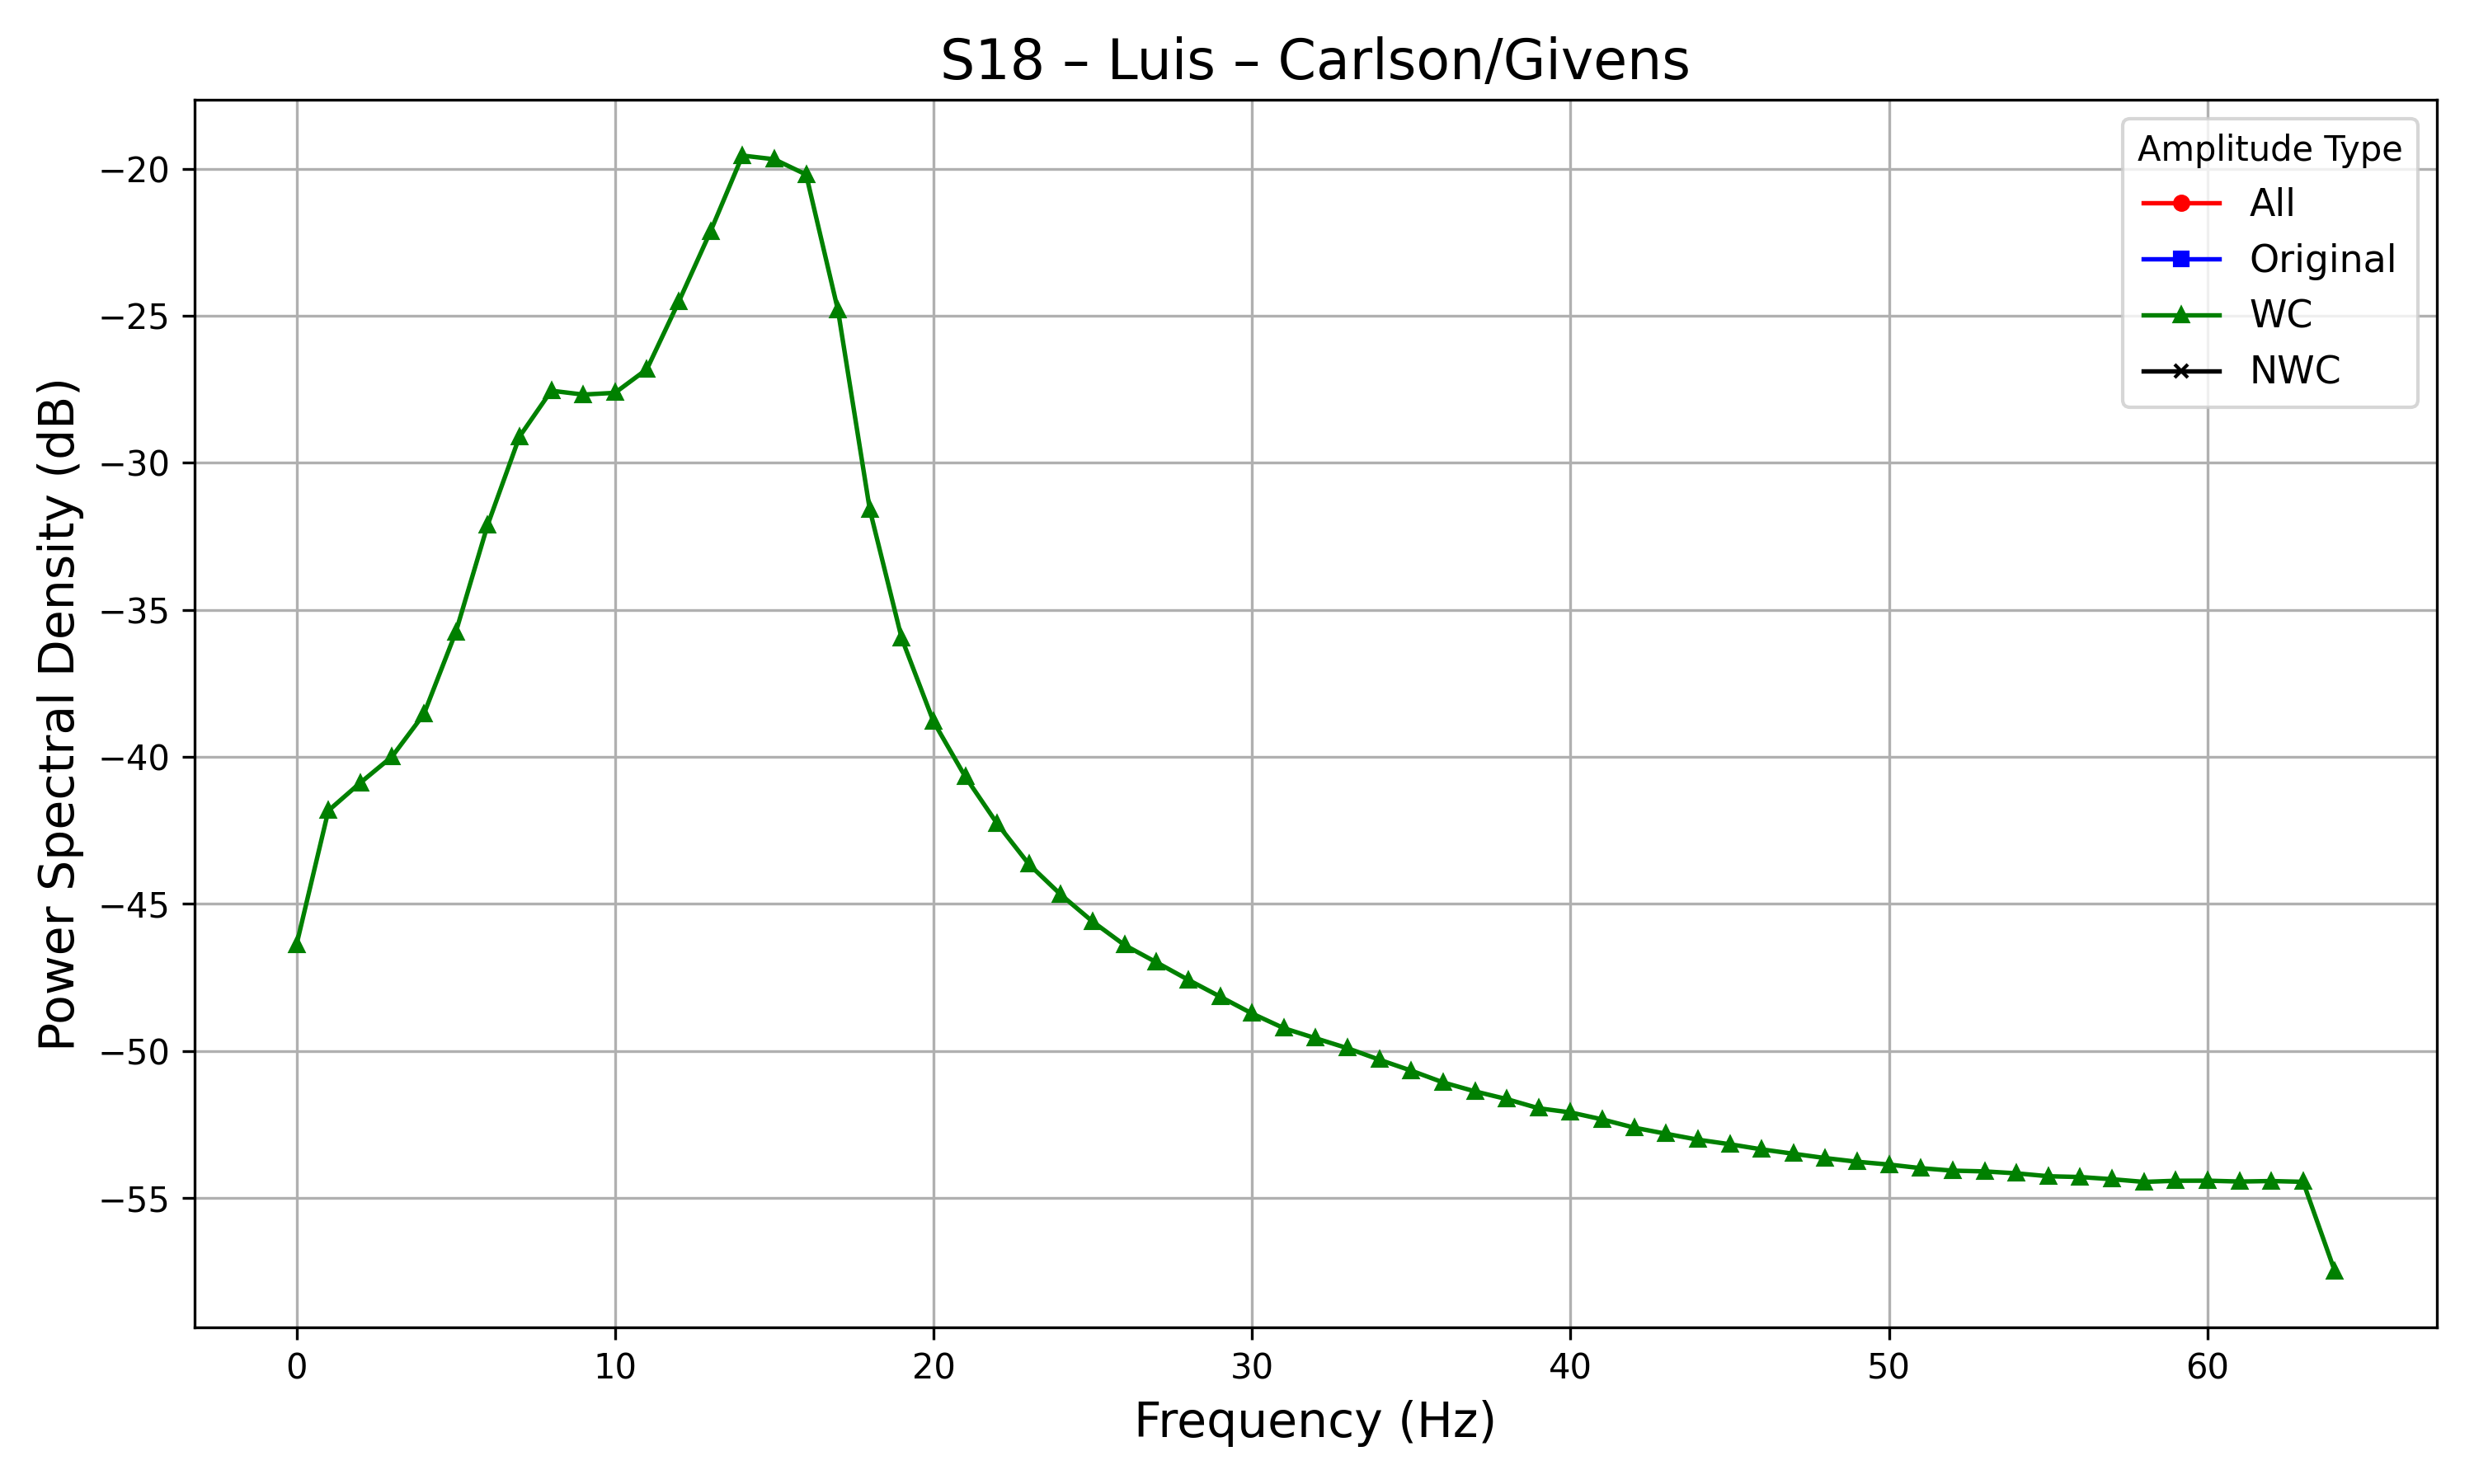 S18 – Luis – Carlson/Givens
Power Spectral Density (dB)
−20
−25
−30
−35
−40
−45
−50
−55
Amplitude Type
All
Original
WC
NWC
0 10 20 30 40 50 60
Frequency (Hz)